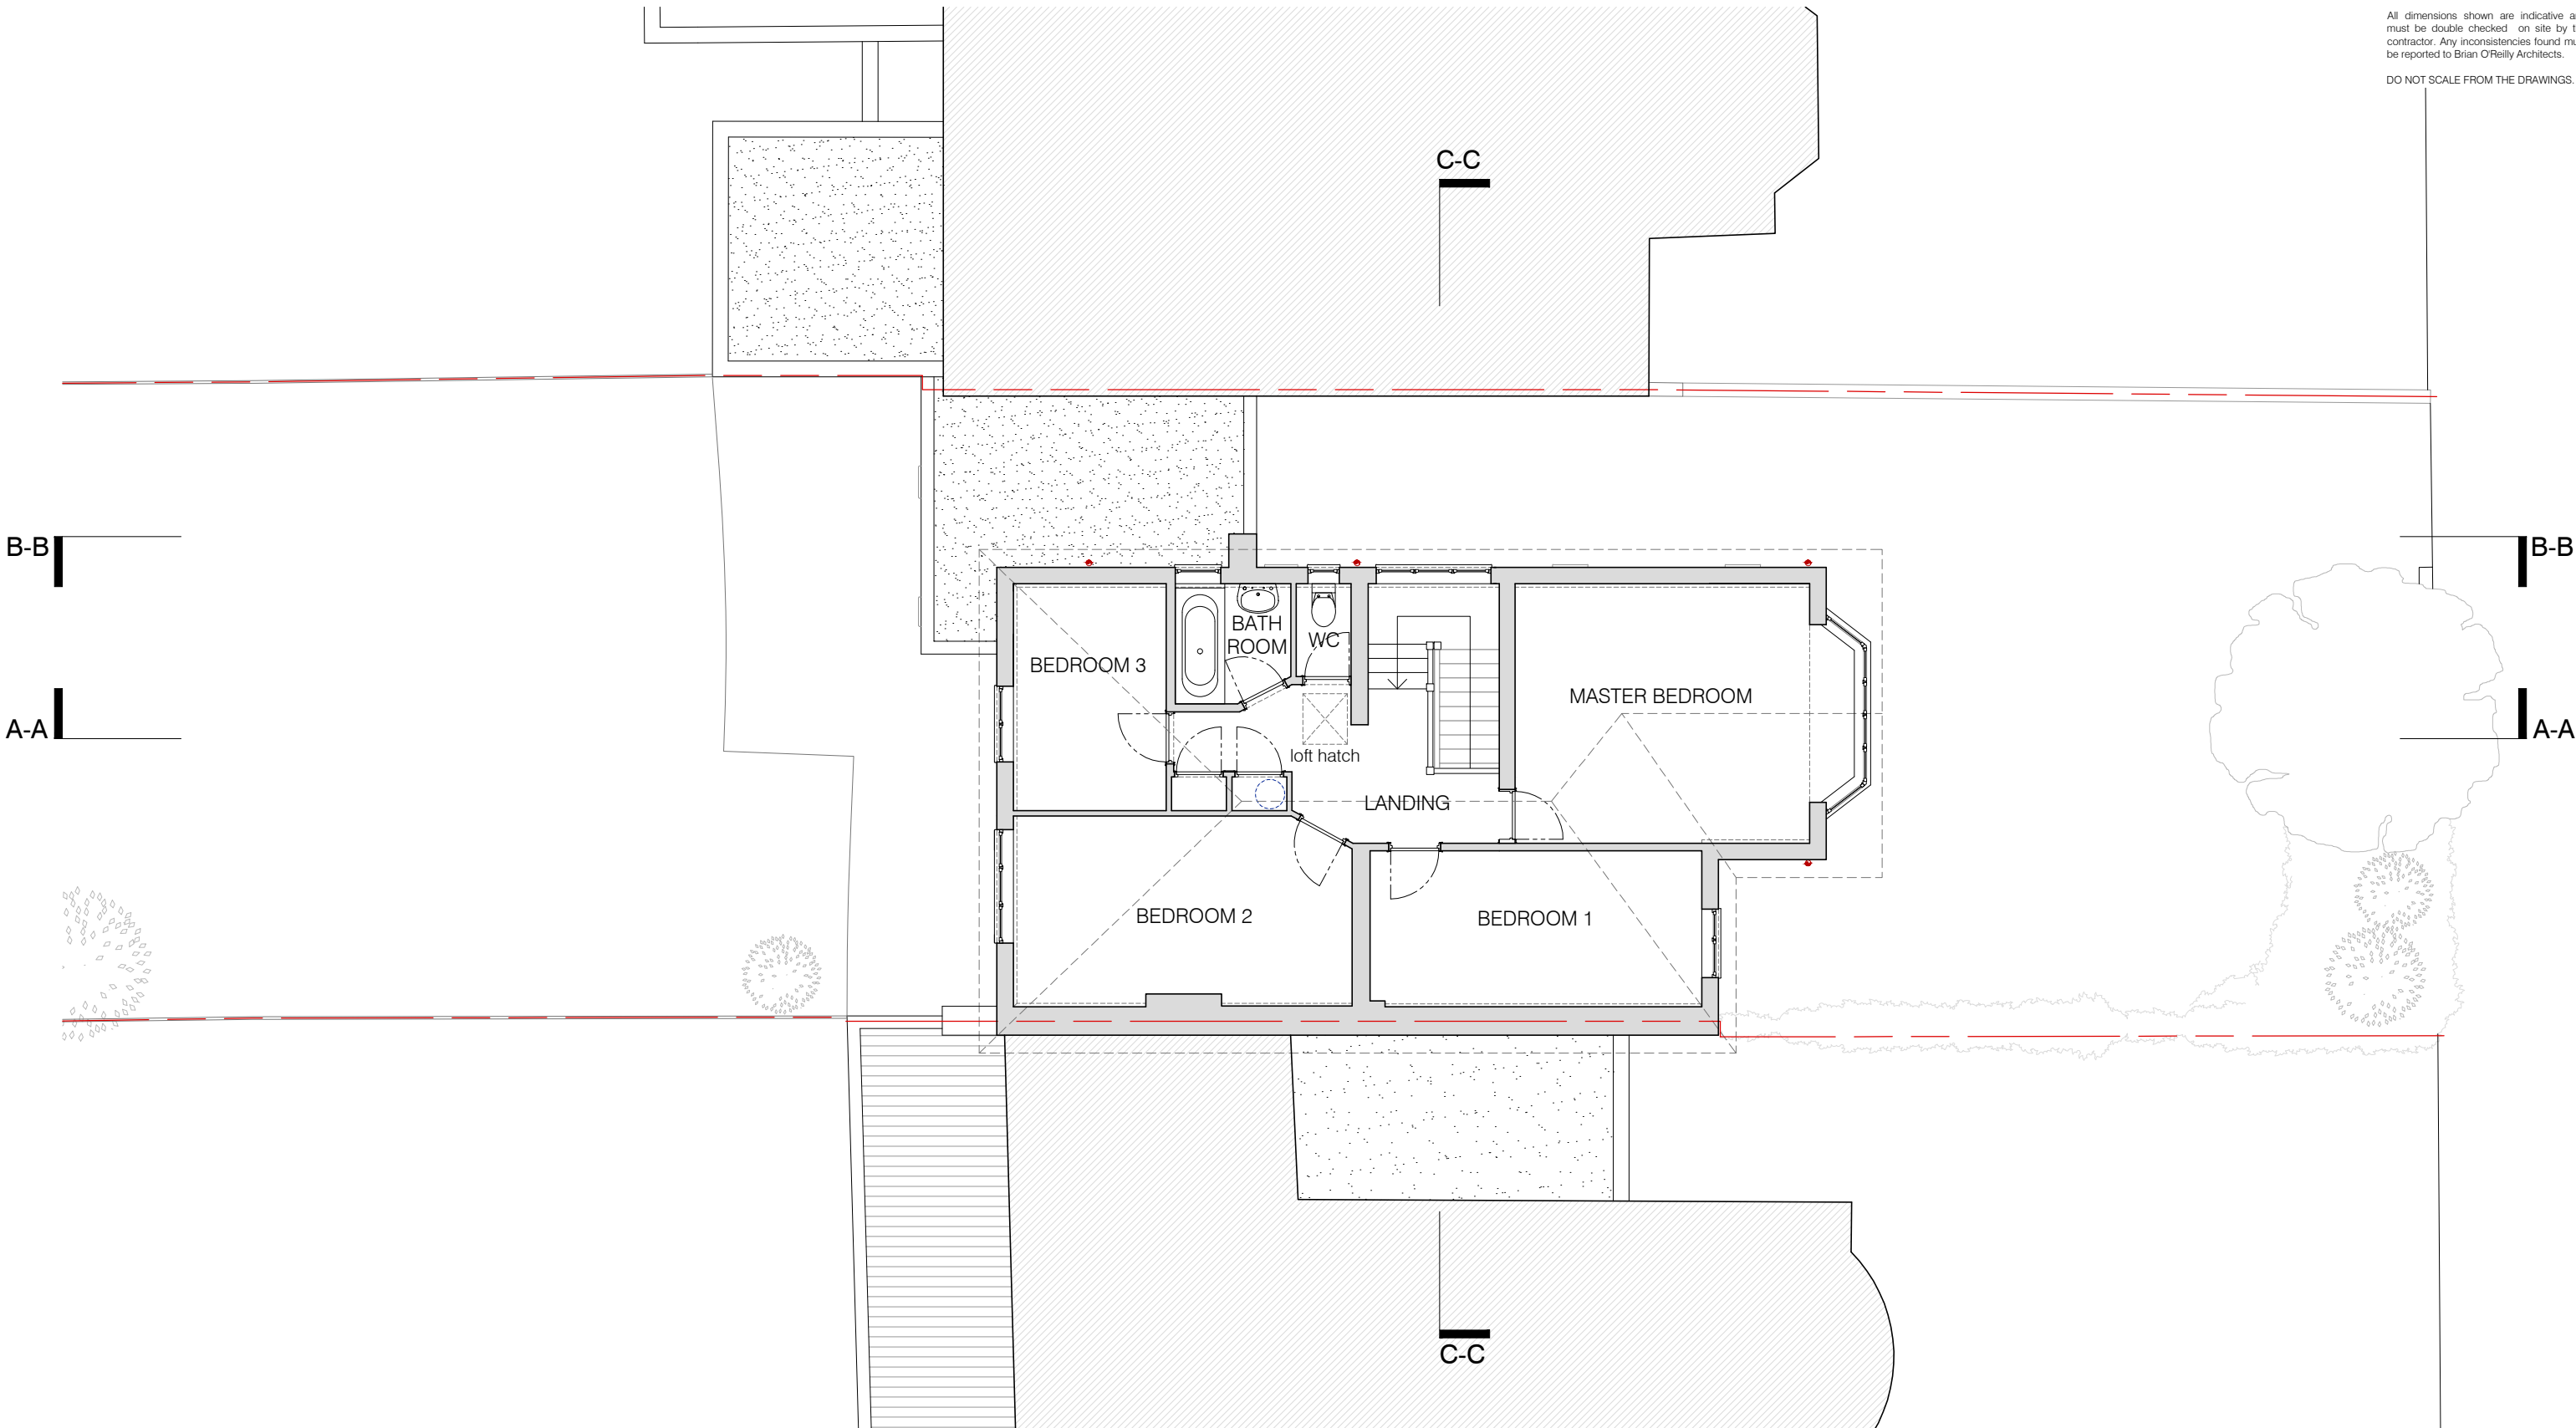 All dimensions shown are indicative
must be double checked on site by
contractor. Any inconsistencies found
be reported to Brian O'Reilly Architects.
DO NOT SCALE FROM THE DRAWINGS.
C-C
B-B
B-B
BATH
ROOM
WC
BEDROOM 3
MASTER BEDROOM
A-A
A-A
loft hatch
LANDING
BEDROOM 2
BEDROOM 1
C-C